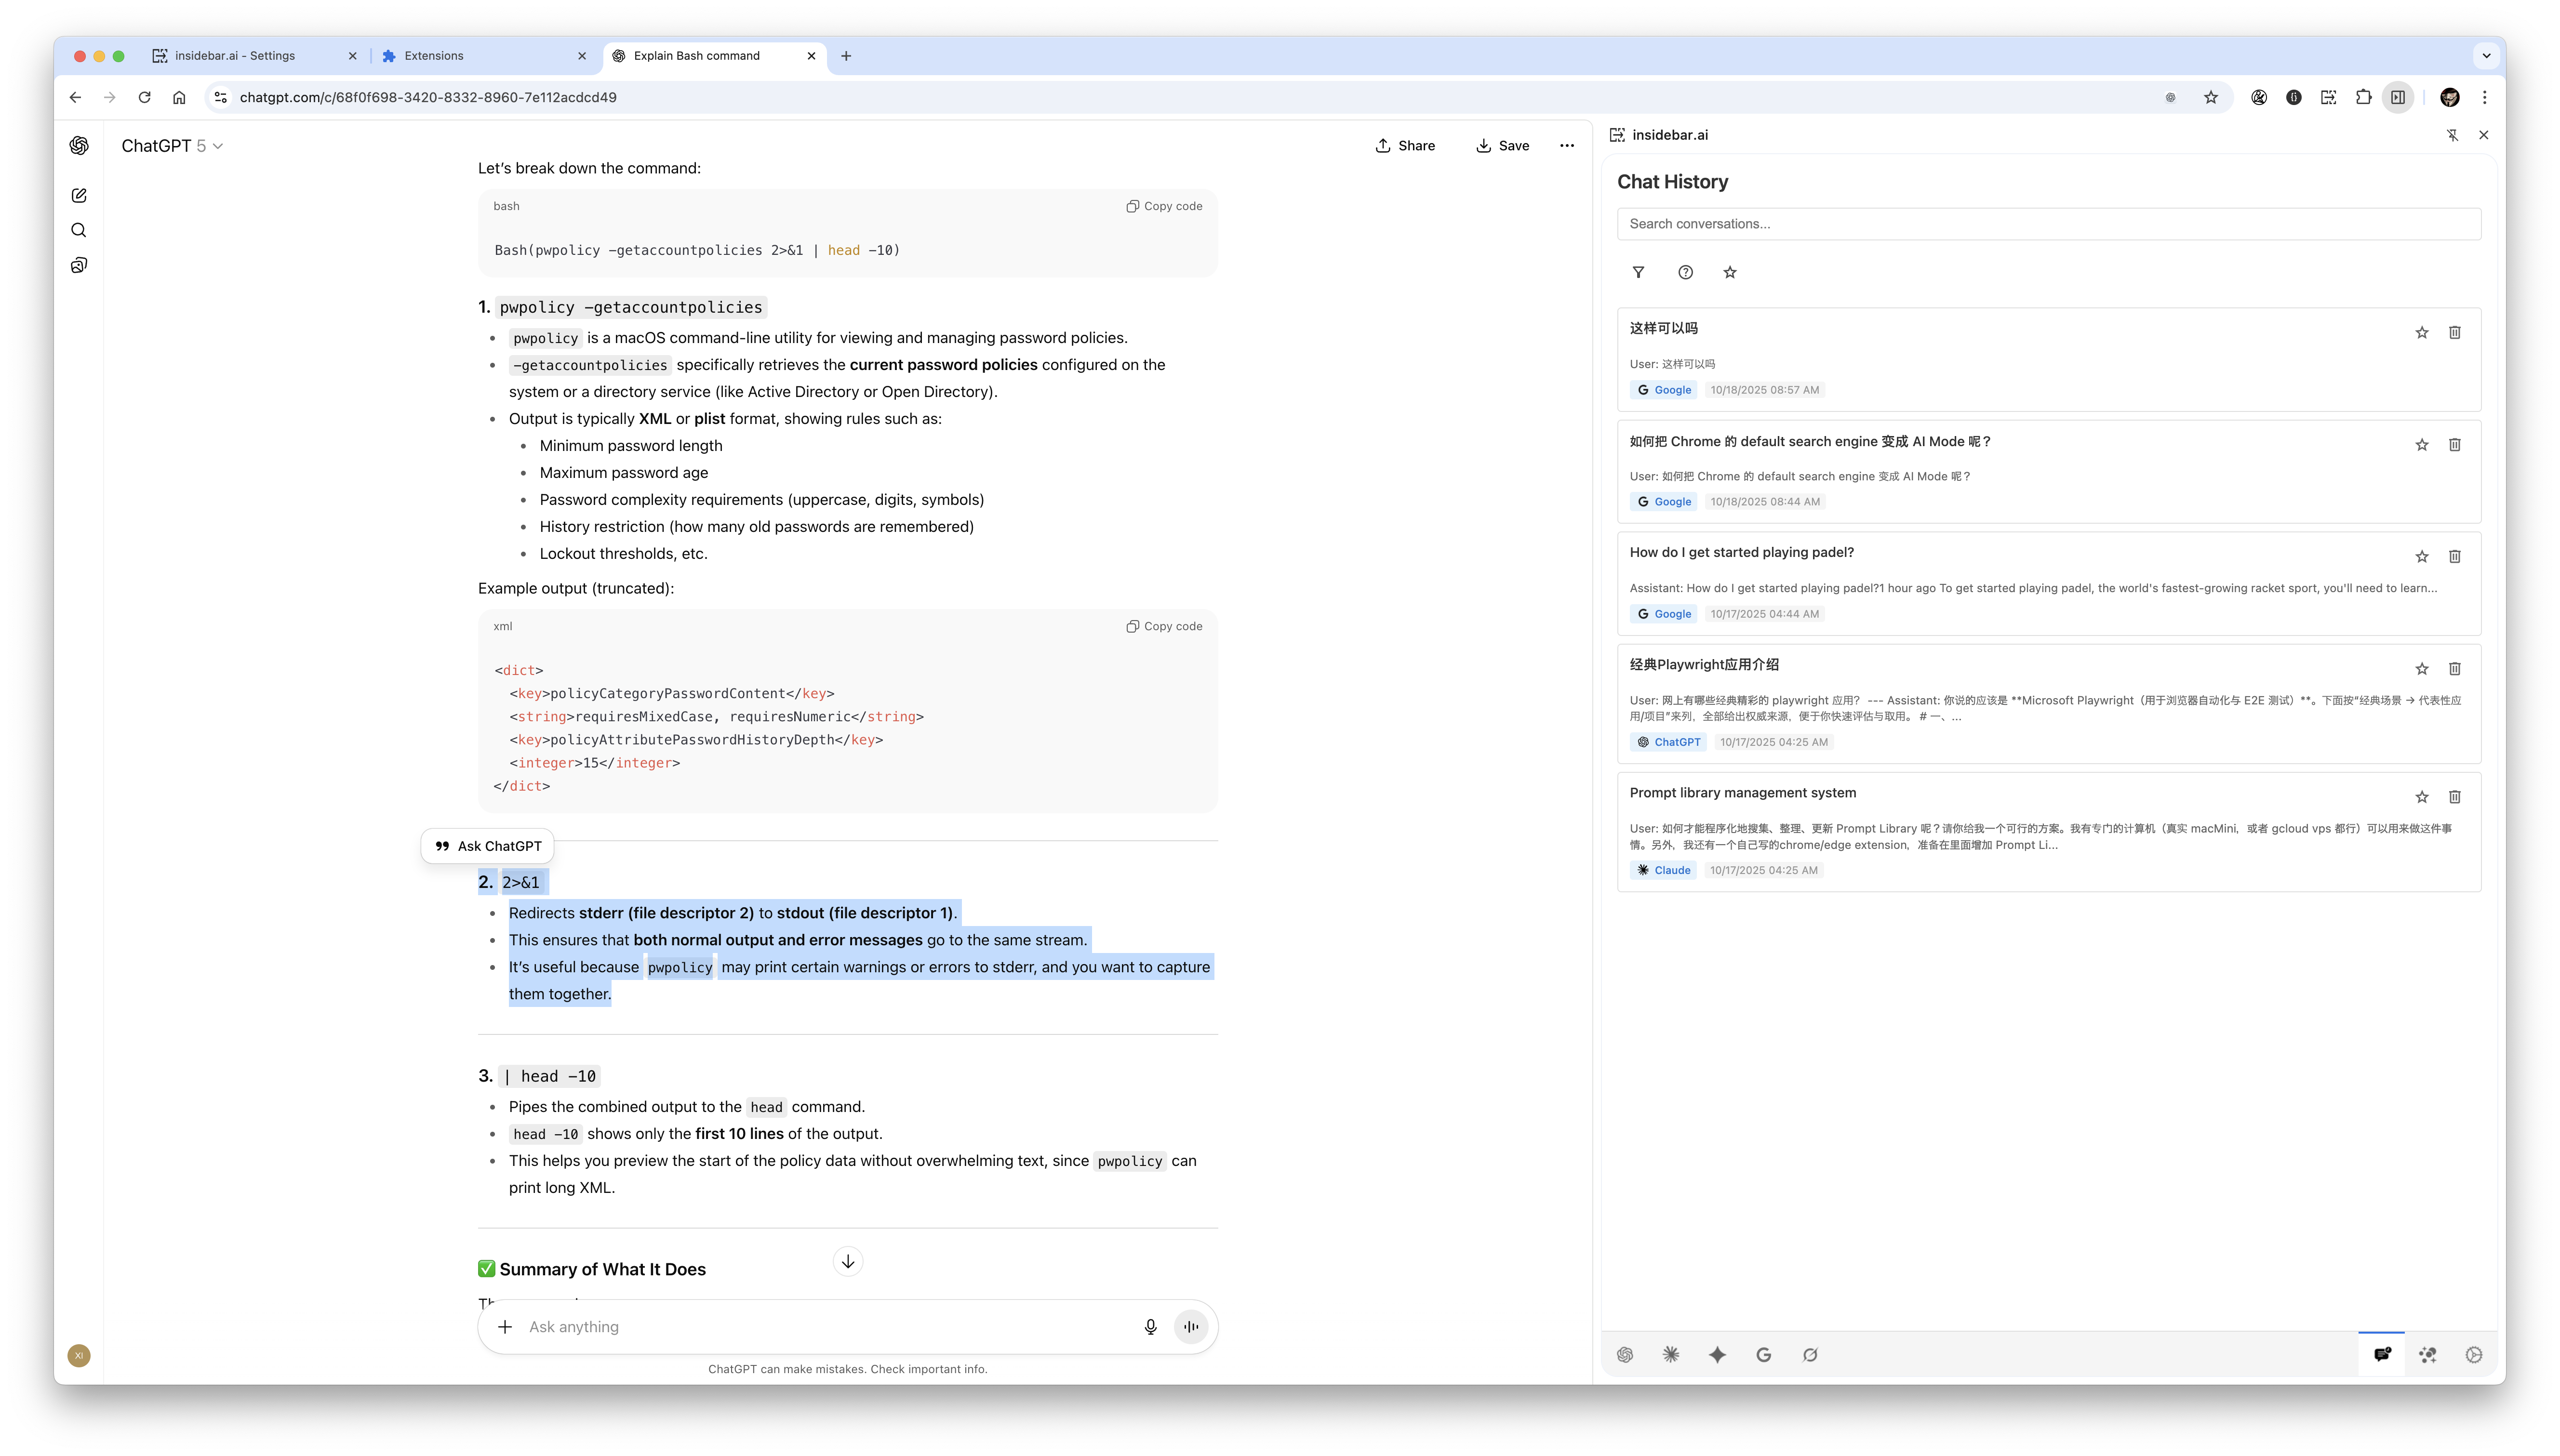 insidebar.ai - Settings
Extensions
Explain Bash command
chatgpt.com/c/68f0f698-3420-8332-8960-7e112acdcd49
ChatGPT 5
Share
Save
Let’s break down the command:
bash
Copy code
Bash(pwpolicy -getaccountpolicies 2>&1 | head -10)
1. pwpolicy -getaccountpolicies
• pwpolicy is a macOS command-line utility for viewing and managing password policies.
• -getaccountpolicies specifically retrieves the current password policies configured on the
system or a directory service (like Active Directory or Open Directory).
• Output is typically XML or plist format, showing rules such as:
• Minimum password length
• Maximum password age
• Password complexity requirements (uppercase, digits, symbols)
• History restriction (how many old passwords are remembered)
• Lockout thresholds, etc.
Example output (truncated):
xml
Copy code
<dict>
<key>policyCategoryPasswordContent</key>
<string>requiresMixedCase, requiresNumeric</string>
<key>policyAttributePasswordHistoryDepth</key>
<integer>15</integer>
</dict>
Ask ChatGPT
2. 2>&1
• Redirects stderr (file descriptor 2) to stdout (file descriptor 1).
• This ensures that both normal output and error messages go to the same stream.
• It’s useful because pwpolicy may print certain warnings or errors to stderr, and you want to capture
them together.
3. | head -10
• Pipes the combined output to the head command.
• head -10 shows only the first 10 lines of the output.
• This helps you preview the start of the policy data without overwhelming text, since pwpolicy can
print long XML.
✅ Summary of What It Does
Ask anything
ChatGPT can make mistakes. Check important info.
XI
insidebar.ai
Chat History
Search conversations...
这样可以吗
User: 这样可以吗
Google 10/18/2025 08:57 AM
如何把 Chrome 的 default search engine 变成 AI Mode 呢？
User: 如何把 Chrome 的 default search engine 变成 AI Mode 呢？
Google 10/18/2025 08:44 AM
How do I get started playing padel?
Assistant: How do I get started playing padel?1 hour ago To get started playing padel, the world's fastest-growing racket sport, you'll need to learn...
Google 10/17/2025 04:44 AM
经典Playwright应用介绍
User: 网上有哪些经典精彩的 playwright 应用？ --- Assistant: 你说的应该是 **Microsoft Playwright（用于浏览器自动化与 E2E 测试）**。下面按“经典场景 → 代表性应
用/项目”来列，全部给出权威来源，便于你快速评估与取用。 # 一、...
ChatGPT 10/17/2025 04:25 AM
Prompt library management system
User: 如何才能程序化地搜集、整理、更新 Prompt Library 呢？请你给我一个可行的方案。我有专门的计算机（真实 macMini，或者 gcloud vps 都行）可以用来做这件事
情。另外，我还有一个自己写的chrome/edge extension，准备在里面增加 Prompt Li...
Claude 10/17/2025 04:25 AM